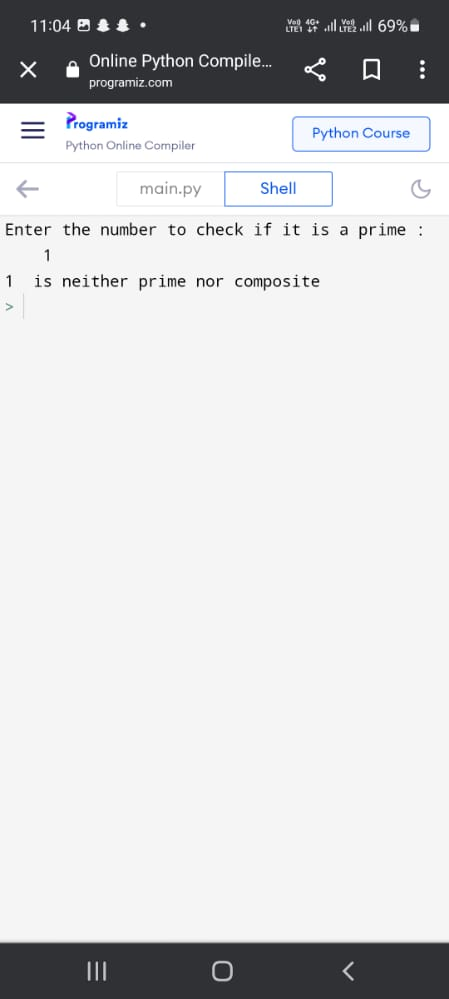 11:04
Vo) 4G+ Vo) 69%
LTE1 LTE2
Online Python Compile...
programiz.com
Programiz
Python Online Compiler
Python Course
main.py
Shell
Enter the number to check if it is a prime :
1
1  is neither prime nor composite
>